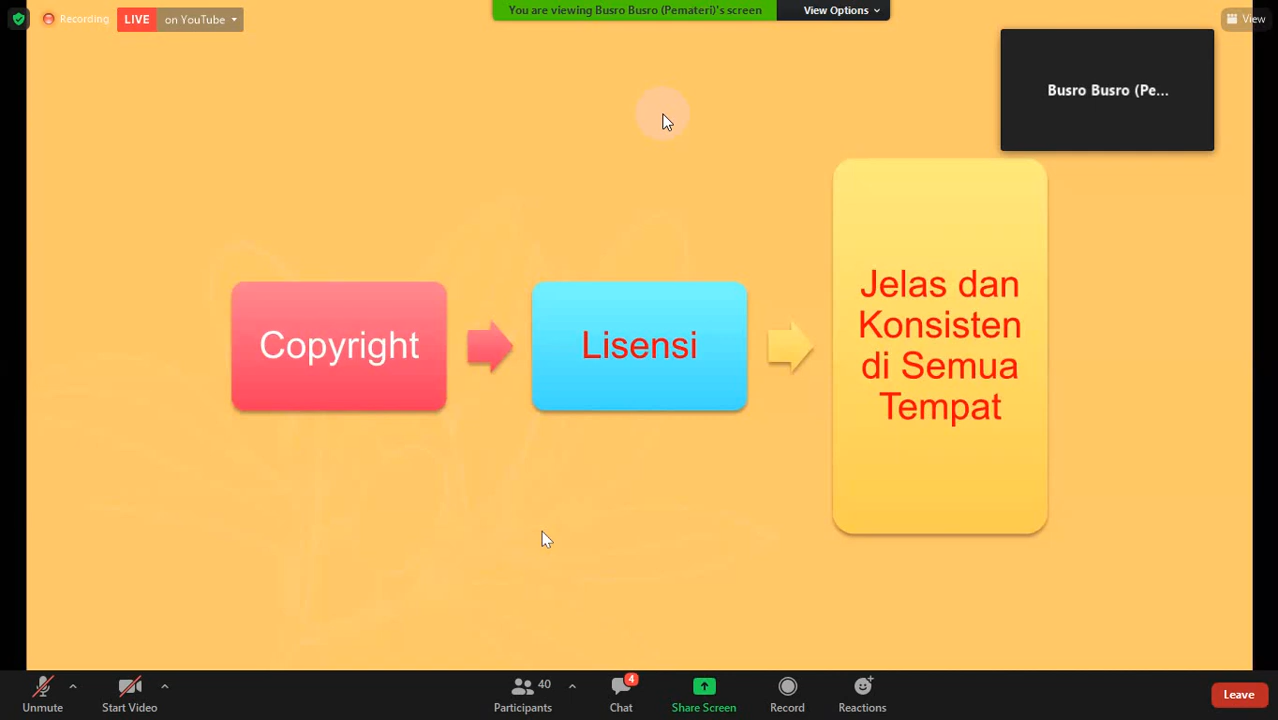 Recording
LIVE on YouTube
You are viewing Busro Busro (Pemateri)'s screen
View Options
View
Busro Busro (Pe...
Copyright
Lisensi
Jelas dan
Konsisten
di Semua
Tempat
Unmute
Start Video
40
Participants
4
Chat
Share Screen
Record
Reactions
Leave